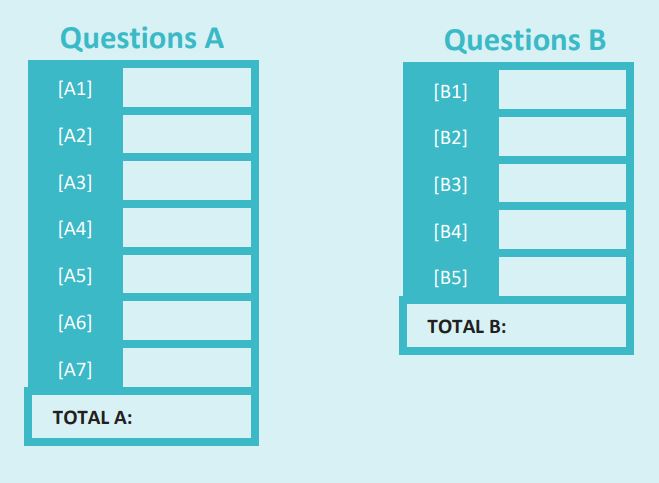 Questions A
[A1]
[A2]
[A3]
[A4]
[A5]
[A6]
[A7]
TOTAL A:
Questions B
[B1]
[B2]
[B3]
[B4]
[B5]
TOTAL B: